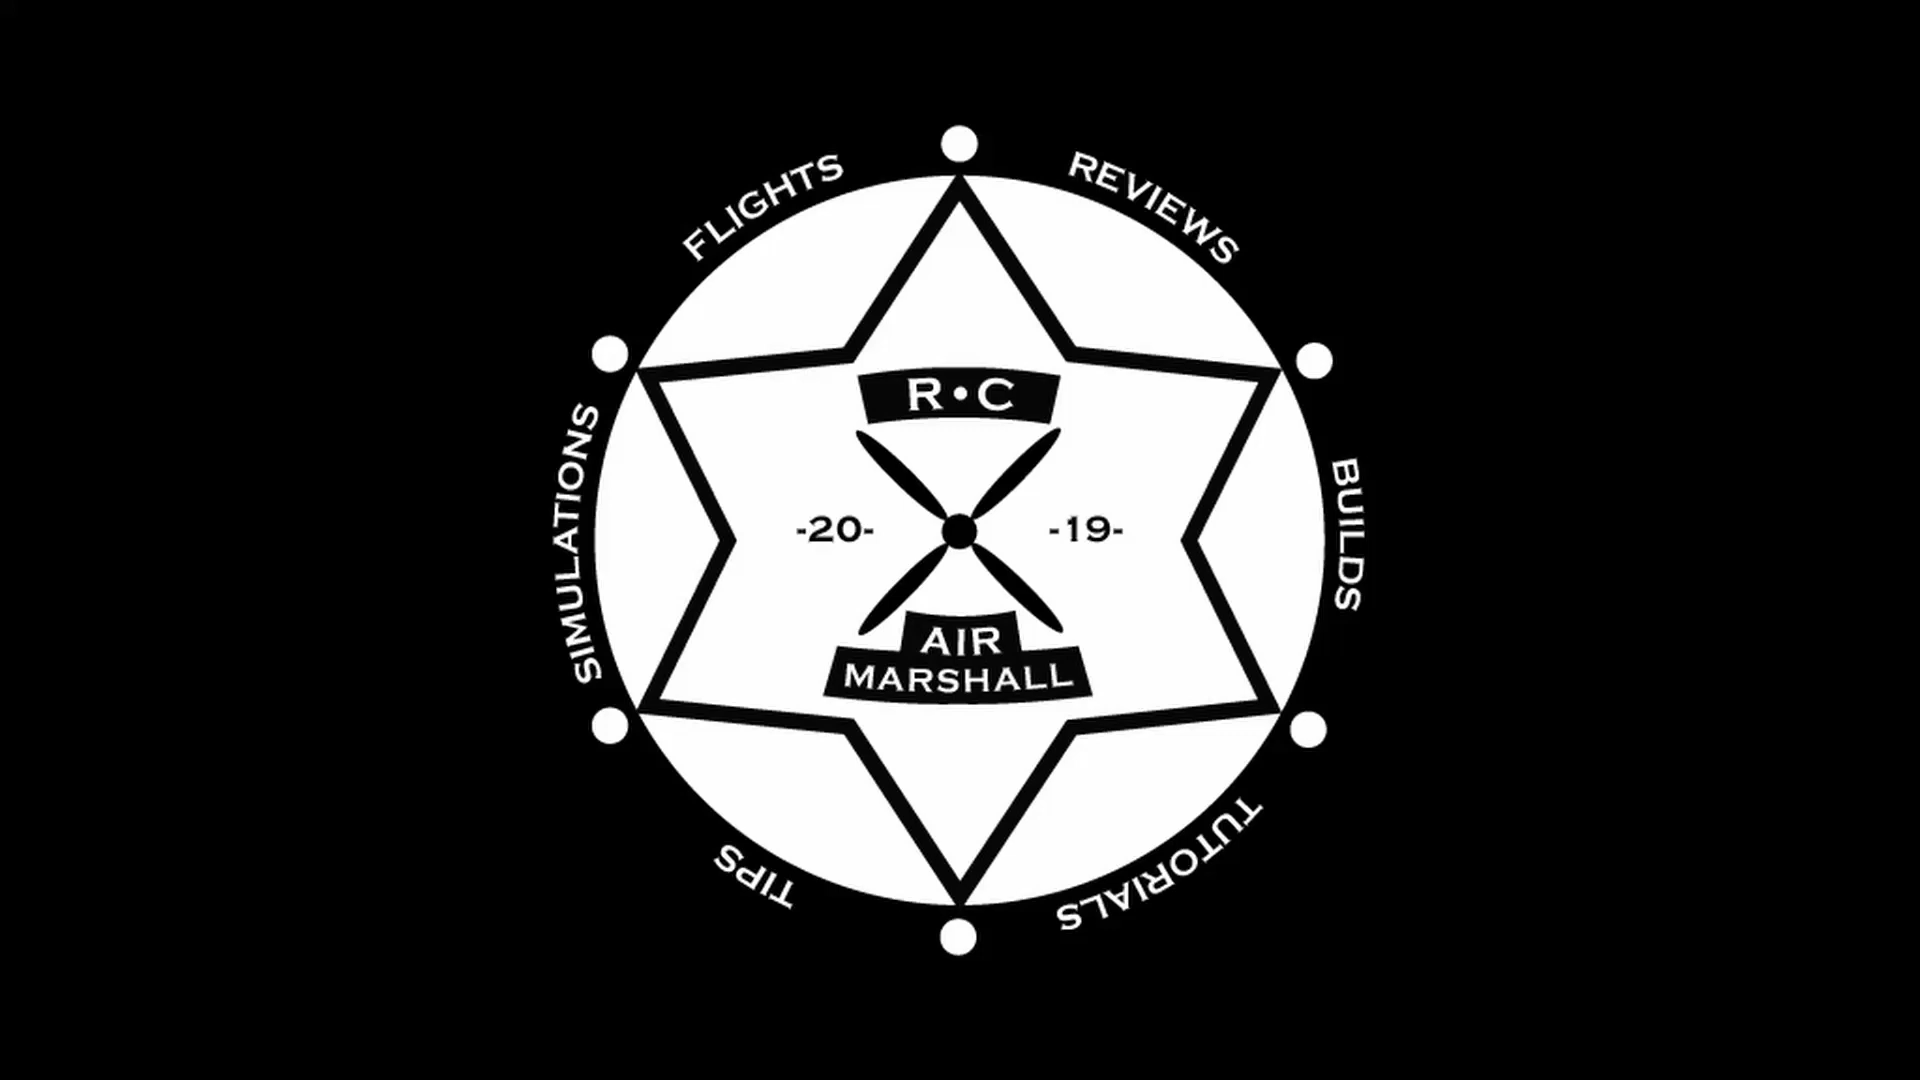 FLIGHTS
REVIEWS
BUILDS
TUTORIALS
TIPS
SIMULATIONS
R•C
-20- -19-
AIR
MARSHALL